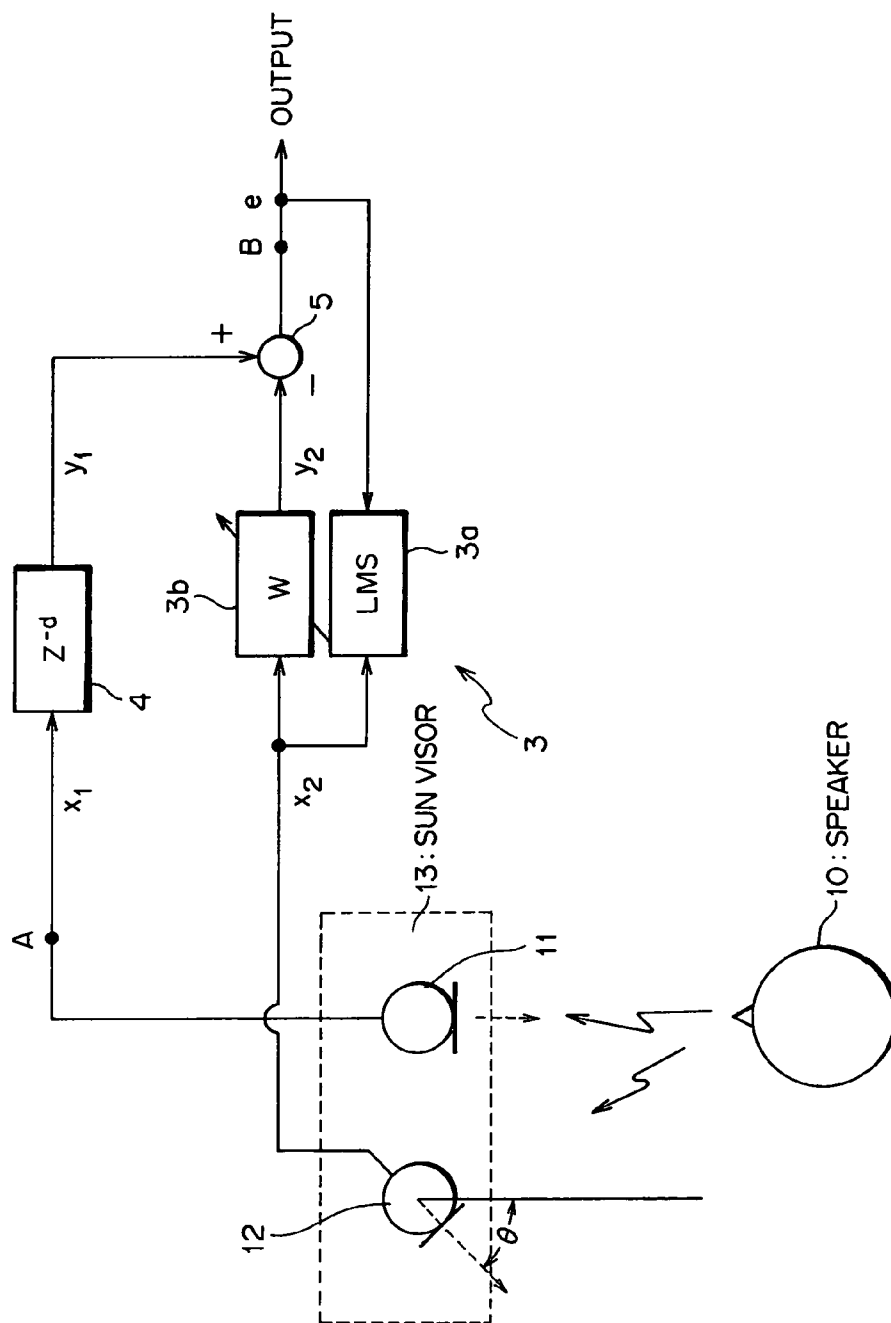 A
x₁
Z⁻ᵈ
4
y₁
+
−
5
B
e
OUTPUT
x₂
W
3b
y₂
LMS
3a
3
13: SUN VISOR
12
11
θ
10: SPEAKER